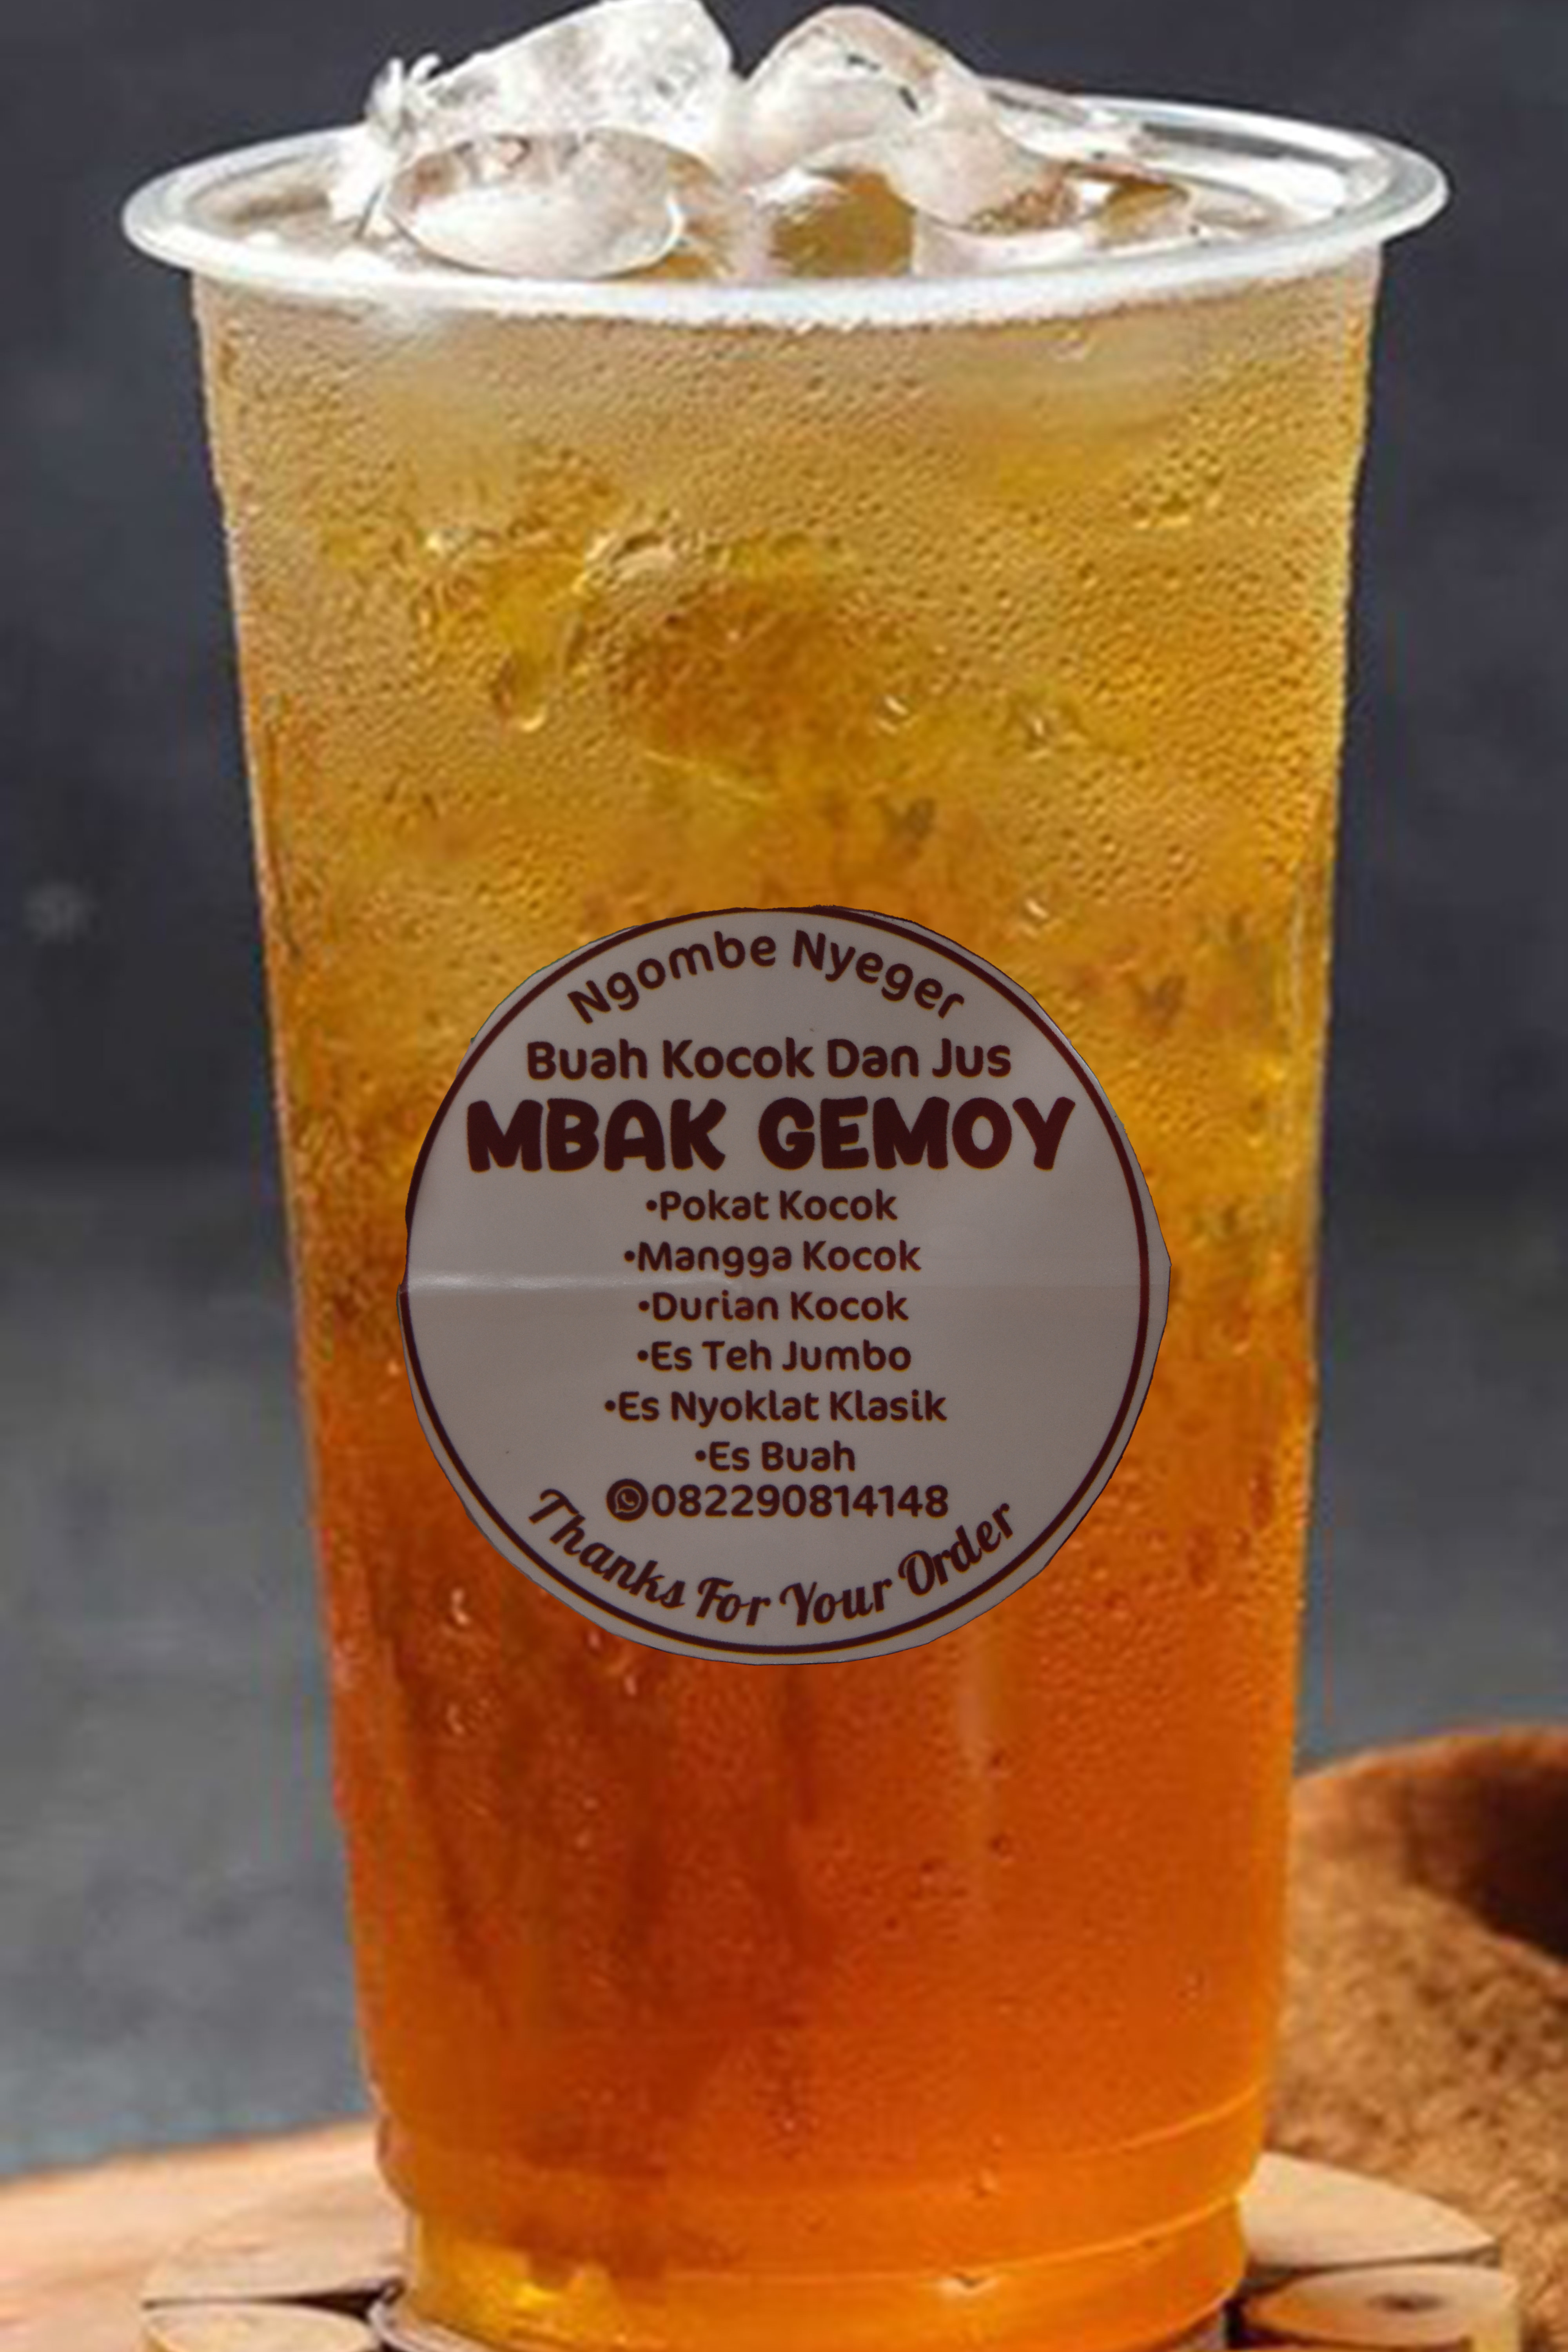 Ngombe Nyeger
Buah Kocok Dan Jus
MBAK GEMOY
•Pokat Kocok
•Mangga Kocok
•Durian Kocok
•Es Teh Jumbo
•Es Nyoklat Klasik
•Es Buah
082290814148
Thanks For Your Order